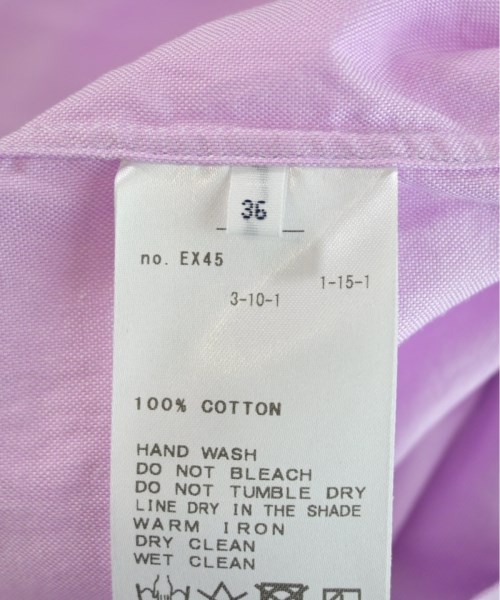 36
no. EX45
1-15-1
3-10-1
100% COTTON
HAND WASH
DO NOT BLEACH
DO NOT TUMBLE DRY
LINE DRY IN THE SHADE
WARM IRON
DRY CLEAN
WET CLEAN